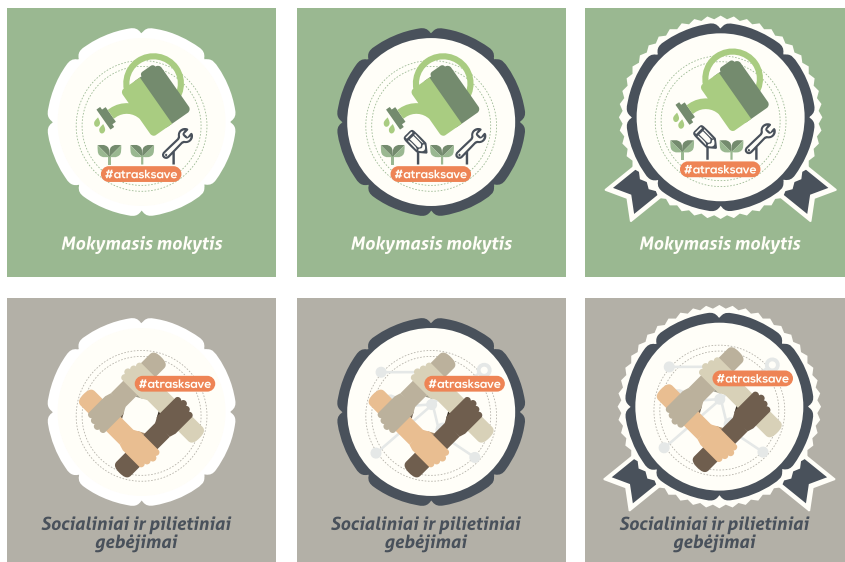 #atrasksave
Mokymasis mokytis
#atrasksave
Mokymasis mokytis
#atrasksave
Mokymasis mokytis
#atrasksave
Socialiniai ir pilietiniai
gebėjimai
#atrasksave
Socialiniai ir pilietiniai
gebėjimai
#atrasksave
Socialiniai ir pilietiniai
gebėjimai